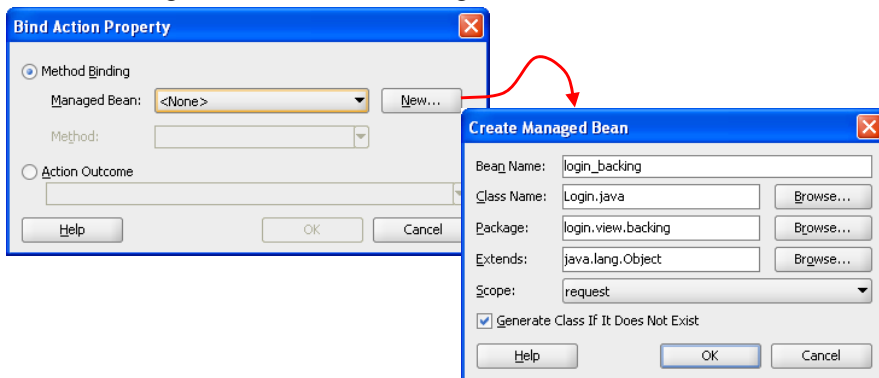 Bind Action Property
Method Binding
Managed Bean: <None> New...
Method:
Action Outcome
Help OK Cancel
Create Managed Bean
Bean Name: login_backing
Class Name: Login.java Browse...
Package: login.view.backing Browse...
Extends: java.lang.Object Browse...
Scope: request
Generate Class If It Does Not Exist
Help OK Cancel